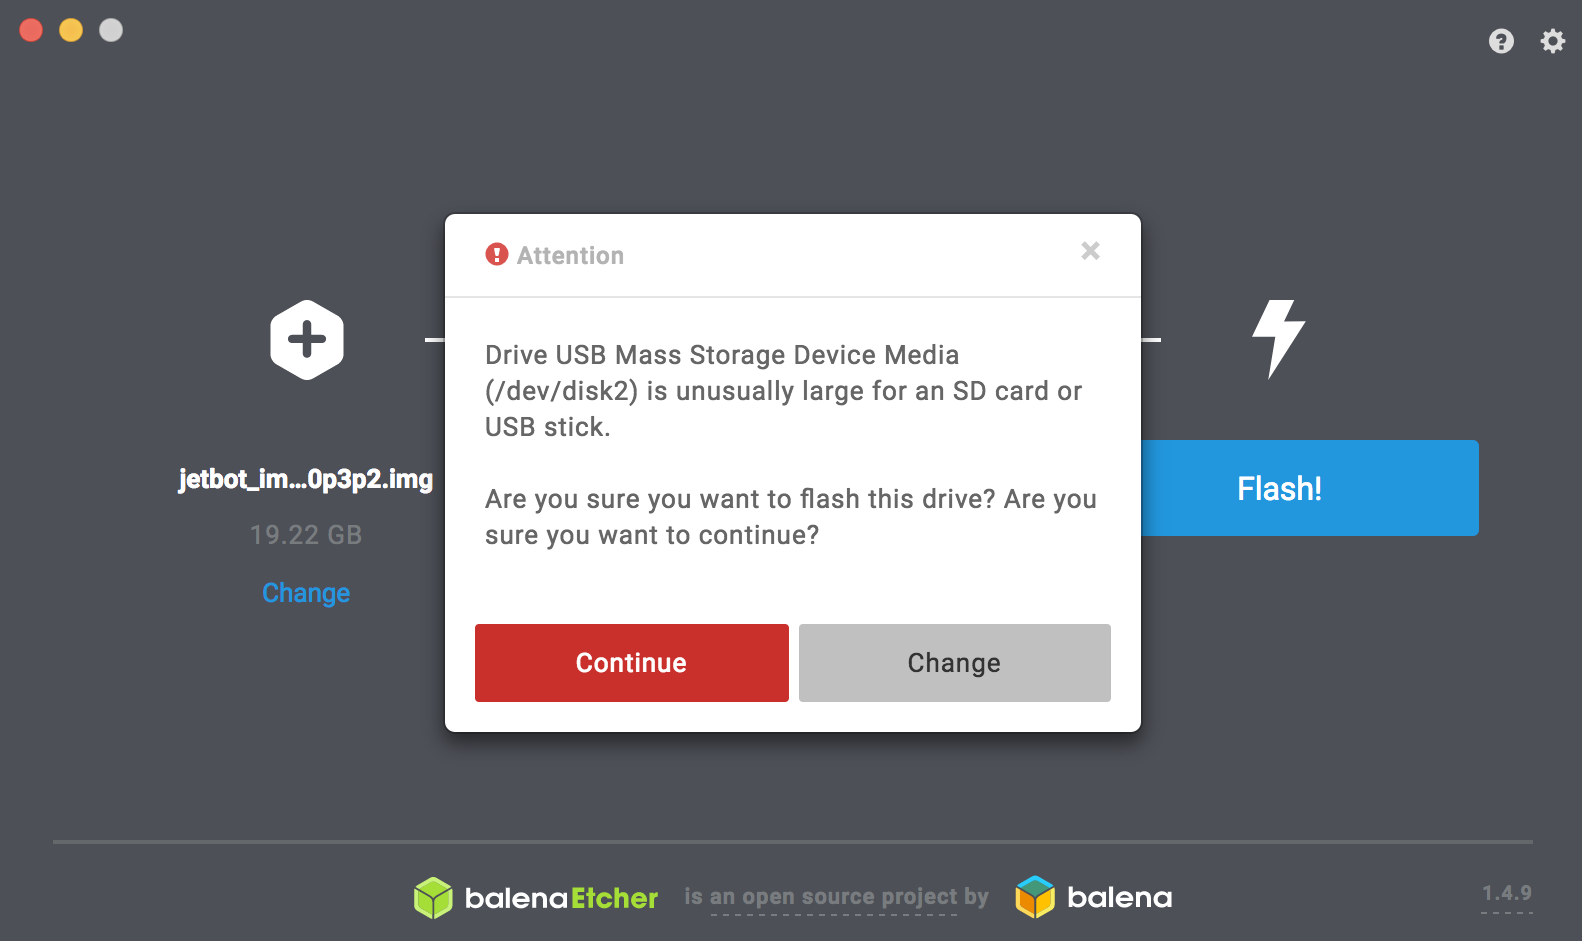 Attention
Drive USB Mass Storage Device Media
(/dev/disk2) is unusually large for an SD card or
USB stick.
Are you sure you want to flash this drive? Are you
sure you want to continue?
Continue
Change
jetbot_im...0p3p2.img
19.22 GB
Change
Flash!
balenaEtcher is an open source project by balena
1.4.9